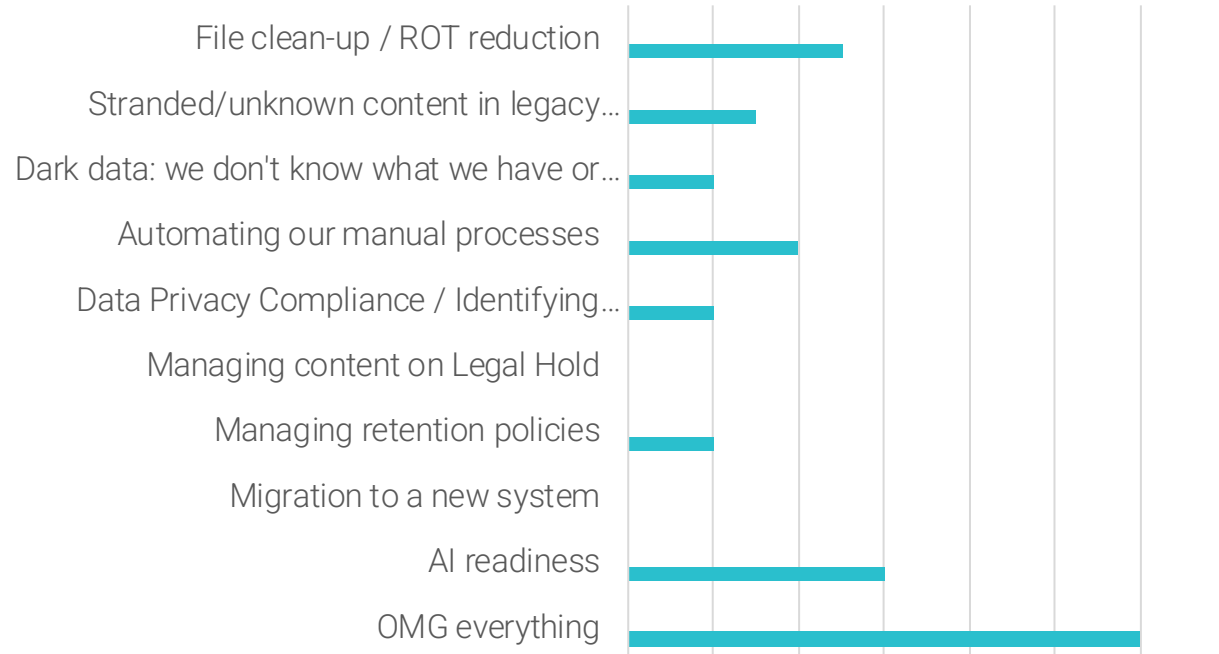 File clean-up / ROT reduction
Stranded/unknown content in legacy...
Dark data: we don't know what we have or...
Automating our manual processes
Data Privacy Compliance / Identifying...
Managing content on Legal Hold
Managing retention policies
Migration to a new system
AI readiness
OMG everything